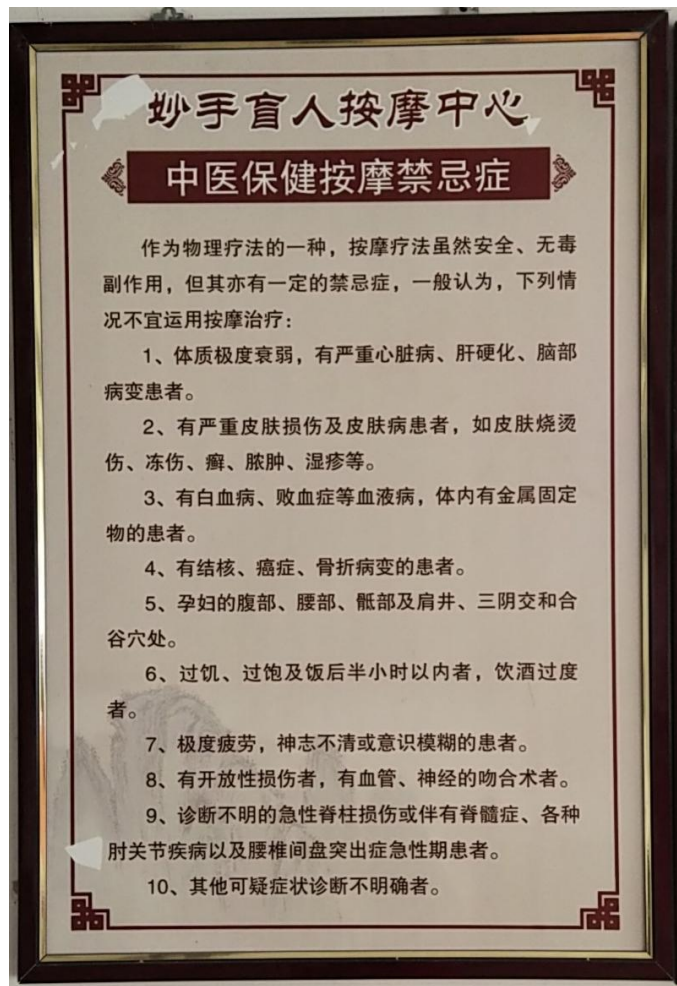 妙手盲人按摩中心
中医保健按摩禁忌症
作为物理疗法的一种，按摩疗法虽然安全、无毒
副作用，但其亦有一定的禁忌症，一般认为，下列情
况不宜运用按摩治疗：
1、体质极度衰弱，有严重心脏病、肝硬化、脑部
病变患者。
2、有严重皮肤损伤及皮肤病患者，如皮肤烧烫
伤、冻伤、癣、脓肿、湿疹等。
3、有白血病、败血症等血液病，体内有金属固定
物的患者。
4、有结核、癌症、骨折病变的患者。
5、孕妇的腹部、腰部、骶部及肩井、三阴交和合
谷穴处。
6、过饥、过饱及饭后半小时以内者，饮酒过度
者。
7、极度疲劳，神志不清或意识模糊的患者。
8、有开放性损伤者，有血管、神经的吻合术者。
9、诊断不明的急性脊柱损伤或伴有脊髓症、各种
肘关节疾病以及腰椎间盘突出症急性期患者。
10、其他可疑症状诊断不明确者。